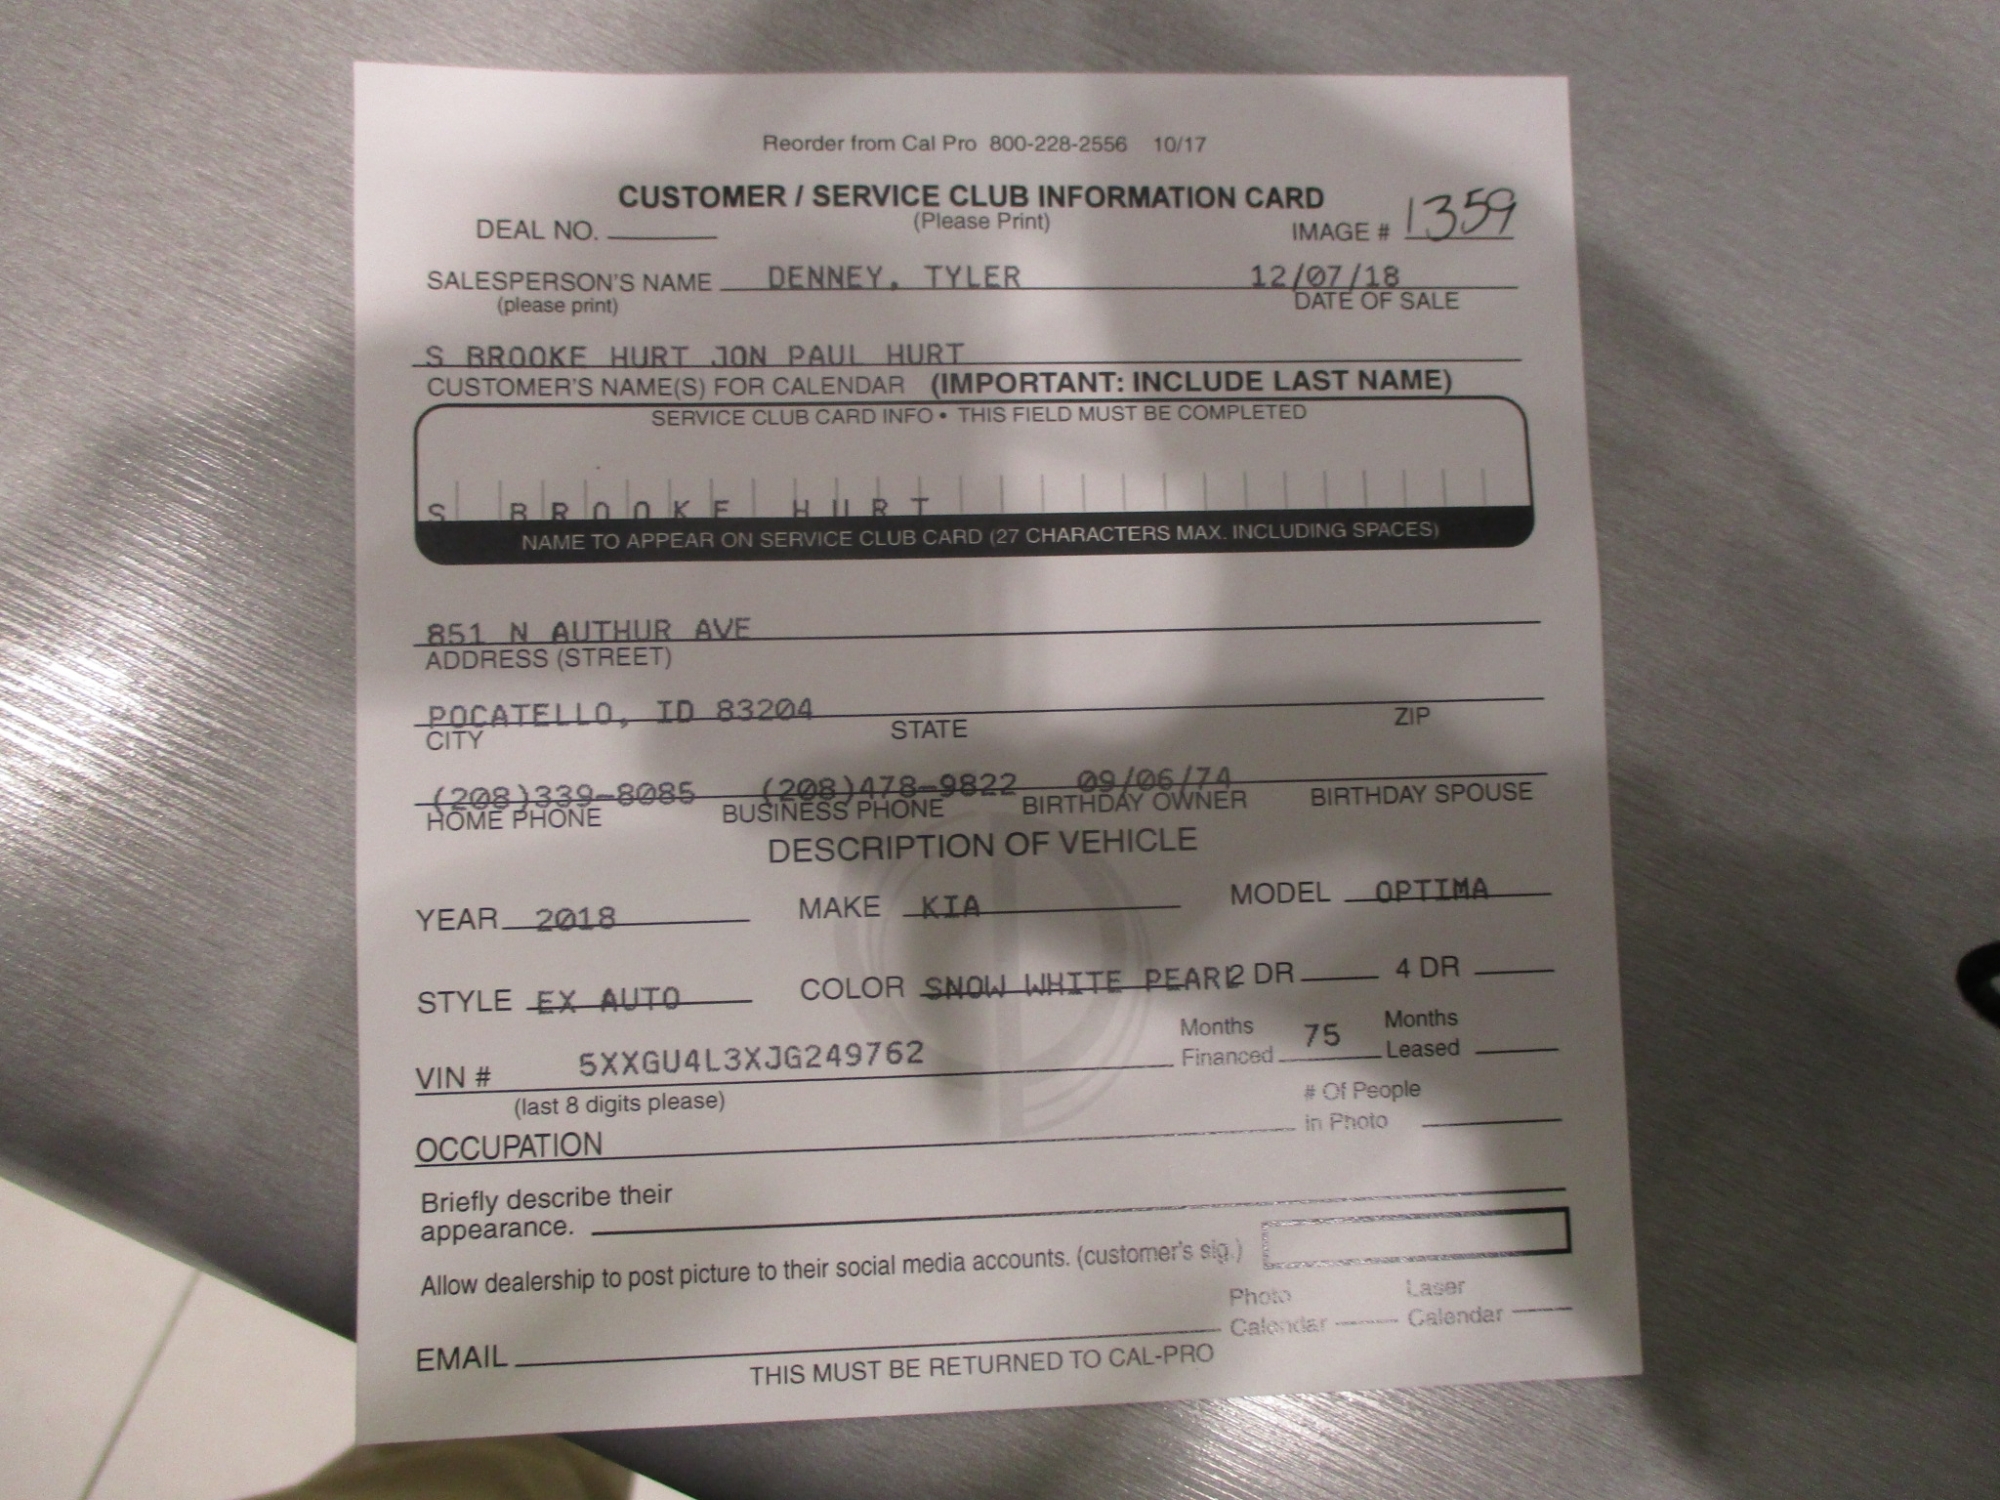 Reorder from Cal Pro 800-228-2556 10/17
CUSTOMER / SERVICE CLUB INFORMATION CARD
DEAL NO. (Please Print) IMAGE # 1359
SALESPERSON'S NAME DENNEY, TYLER 12/07/18
(please print) DATE OF SALE
S BROOKE HURT JON PAUL HURT
CUSTOMER'S NAME(S) FOR CALENDAR (IMPORTANT: INCLUDE LAST NAME)
SERVICE CLUB CARD INFO • THIS FIELD MUST BE COMPLETED
S BROOKE HURT
NAME TO APPEAR ON SERVICE CLUB CARD (27 CHARACTERS MAX. INCLUDING SPACES)
851 N AUTHUR AVE
ADDRESS (STREET)
POCATELLO, ID 83204
CITY STATE ZIP
(208)339-8085 (208)478-9822 09/06/74
HOME PHONE BUSINESS PHONE BIRTHDAY OWNER BIRTHDAY SPOUSE
DESCRIPTION OF VEHICLE
YEAR 2018 MAKE KIA MODEL OPTIMA
STYLE EX AUTO COLOR SNOW WHITE PEARL 2 DR 4 DR
VIN # 5XXGU4L3XJG249762 Months Financed 75 Months Leased
(last 8 digits please)
# Of People
in Photo
OCCUPATION
Briefly describe their
appearance.
Allow dealership to post picture to their social media accounts. (customer's sig.)
Photo Calendar Laser Calendar
EMAIL
THIS MUST BE RETURNED TO CAL-PRO